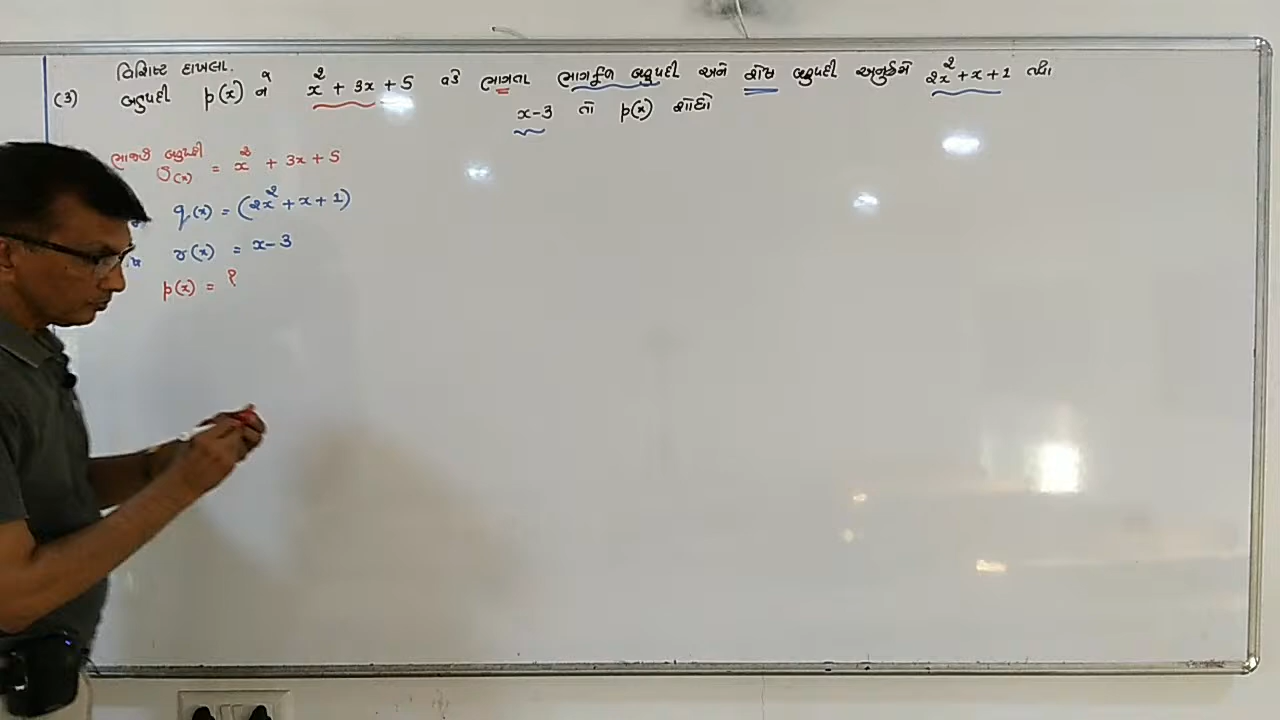 વિશિષ્ટ દાખલા.
(3) બહુપદી p(x) ને x² + 3x + 5 વડે ભાગતા ભાગફળ બહુપદી અને શેષ બહુપદી અનુક્રમે 2x² + x + 1 તથા
x-3 તો p(x) શોધો
ભાજક બહુપદી
S(x) = x² + 3x + 5
q(x) = (2x² + x + 1)
r(x) = x-3
p(x) = ?